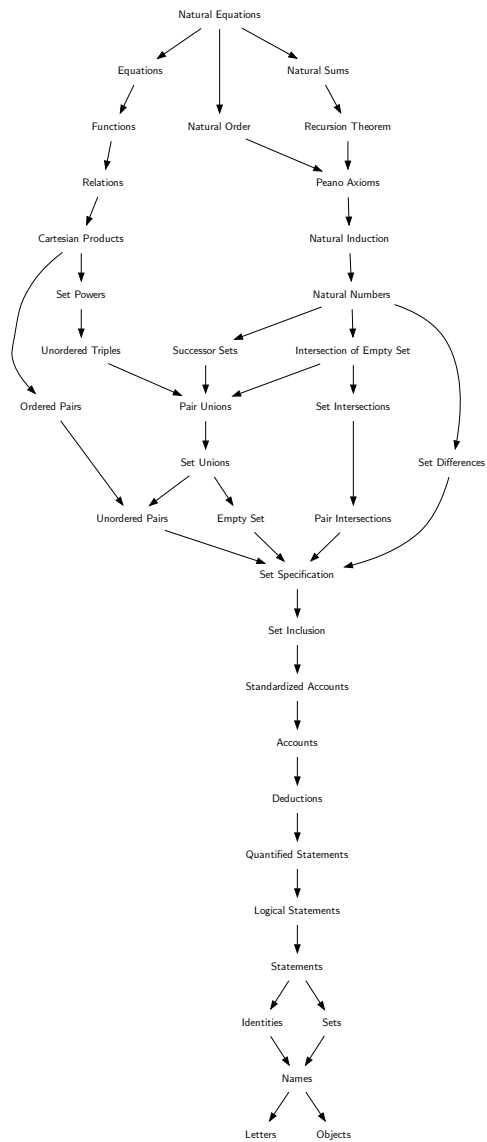 Natural Equations
Equations
Natural Sums
Functions
Natural Order
Recursion Theorem
Relations
Peano Axioms
Cartesian Products
Natural Induction
Set Powers
Natural Numbers
Unordered Triples
Successor Sets
Intersection of Empty Set
Ordered Pairs
Pair Unions
Set Intersections
Set Unions
Set Differences
Unordered Pairs
Empty Set
Pair Intersections
Set Specification
Set Inclusion
Standardized Accounts
Accounts
Deductions
Quantified Statements
Logical Statements
Statements
Identities
Sets
Names
Letters
Objects